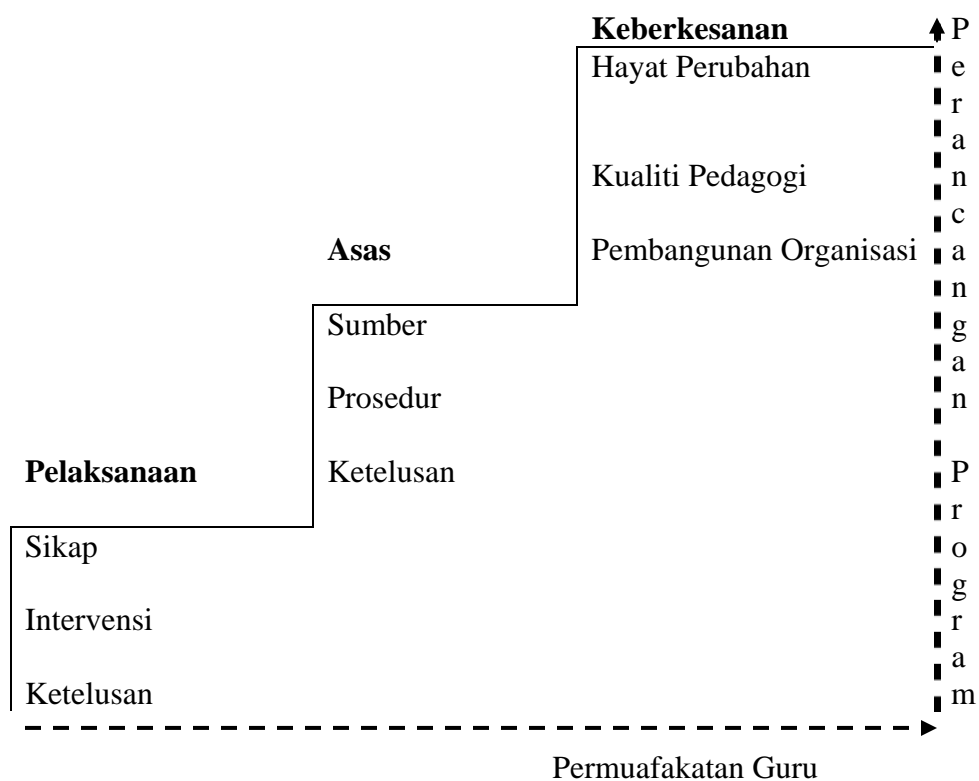 Keberkesanan
Hayat Perubahan
Kualiti Pedagogi
Pembangunan Organisasi
Asas
Sumber
Prosedur
Ketelusan
Pelaksanaan
Sikap
Intervensi
Ketelusan
Perancangan Program
Permuafakatan Guru